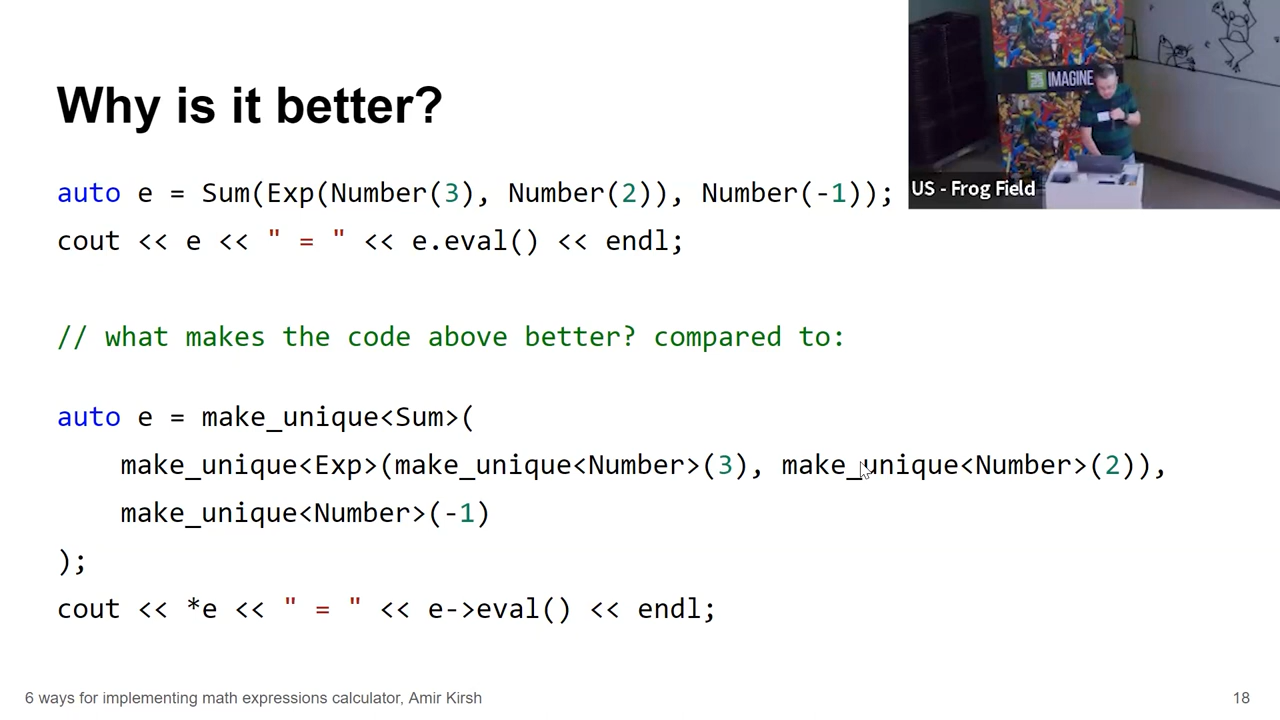 IMAGINE
US - Frog Field
Why is it better?
auto e = Sum(Exp(Number(3), Number(2)), Number(-1));
cout << e << " = " << e.eval() << endl;
// what makes the code above better? compared to:
auto e = make_unique<Sum>(
    make_unique<Exp>(make_unique<Number>(3), make_unique<Number>(2)),
    make_unique<Number>(-1)
);
cout << *e << " = " << e->eval() << endl;
6 ways for implementing math expressions calculator, Amir Kirsh
18